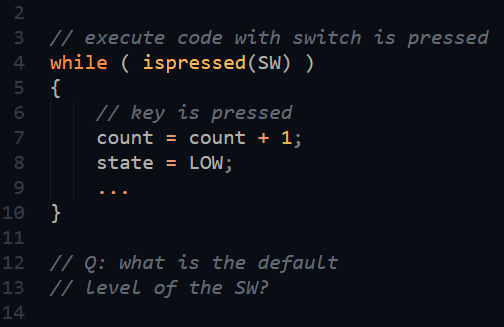 2
3 // execute code with switch is pressed
4 while ( ispressed(SW) )
5 {
6 // key is pressed
7 count = count + 1;
8 state = LOW;
9 ...
10 }
11
12 // Q: what is the default
13 // level of the SW?
14